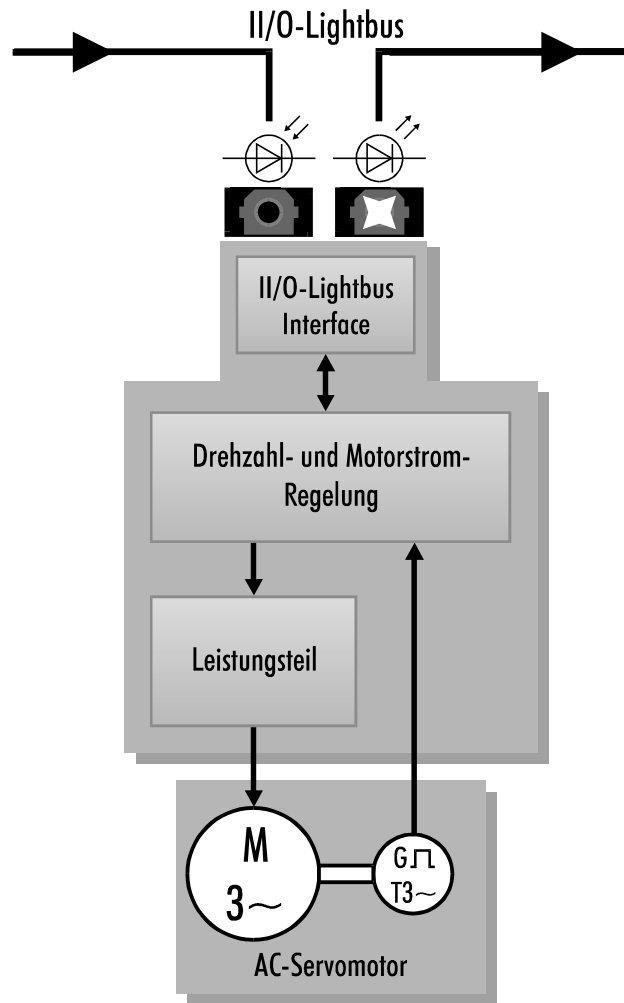 II/O-Lightbus
II/O-Lightbus
Interface
Drehzahl- und Motorstrom-
Regelung
Leistungsteil
M
3~
G
T3~
AC-Servomotor